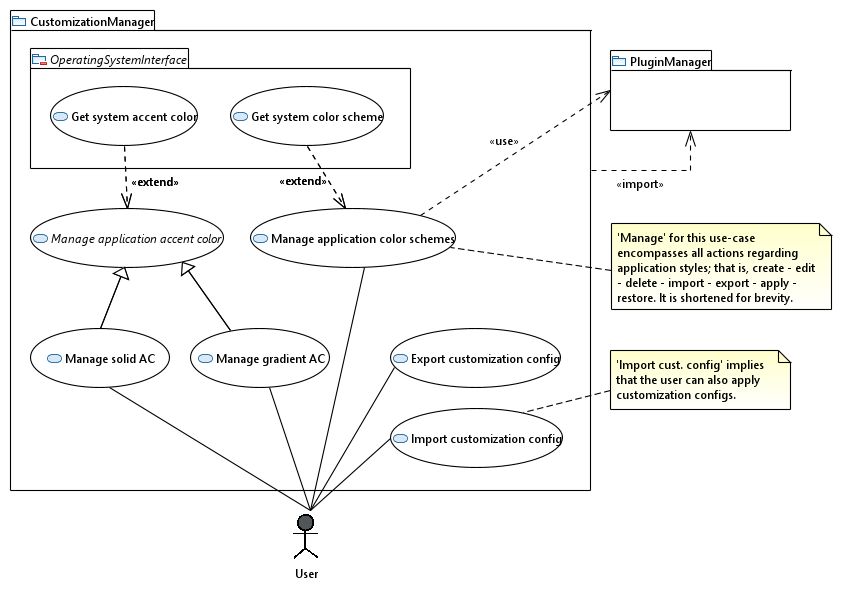 CustomizationManager
OperatingSystemInterface
PluginManager
Get system accent color
Get system color scheme
«use»
«extend»
«extend»
«import»
Manage application accent color
Manage application color schemes
'Manage' for this use-case
encompasses all actions regarding
application styles; that is, create - edit
- delete - import - export - apply -
restore. It is shortened for brevity.
Manage solid AC
Manage gradient AC
Export customization config
'Import cust. config' implies
that the user can also apply
customization configs.
Import customization config
User